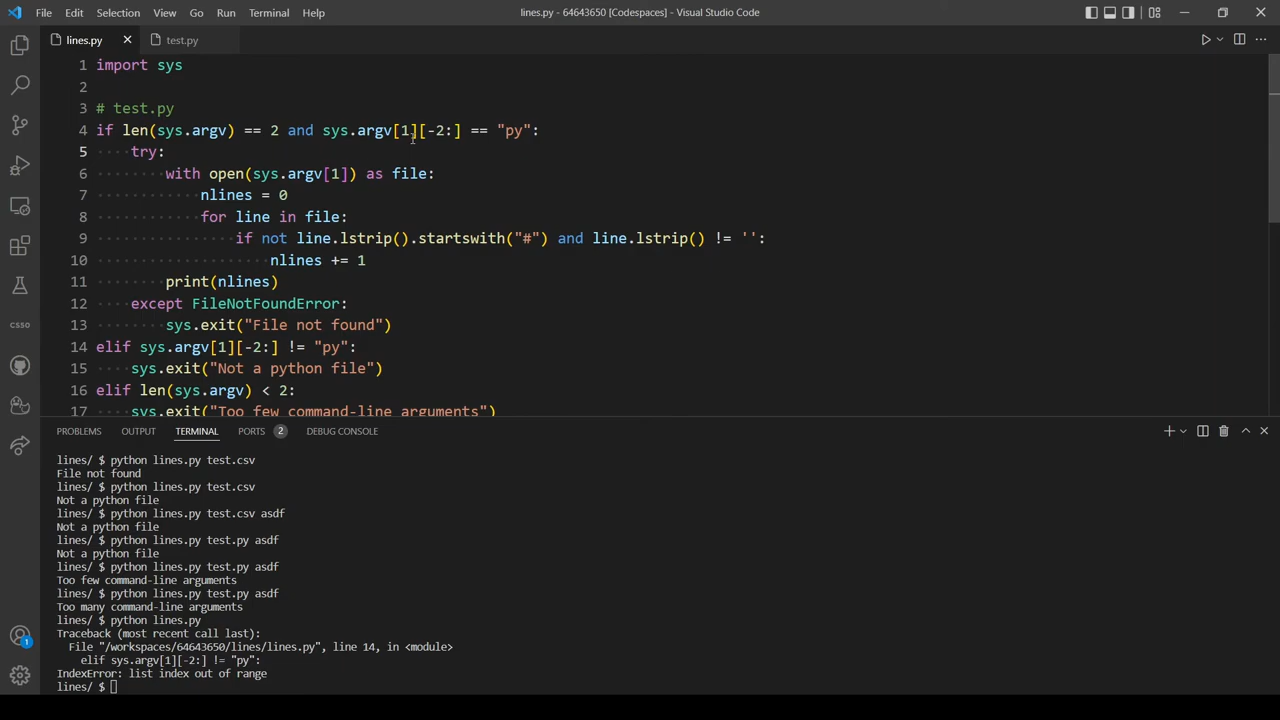 File Edit Selection View Go Run Terminal Help lines.py - 64643650 [Codespaces] - Visual Studio Code
lines.py test.py
1 import sys
2
3 # test.py
4 if len(sys.argv) == 2 and sys.argv[1][-2:] == "py":
5 try:
6 with open(sys.argv[1]) as file:
7 nlines = 0
8 for line in file:
9 if not line.lstrip().startswith("#") and line.lstrip() != '':
10 nlines += 1
11 print(nlines)
12 except FileNotFoundError:
13 sys.exit("File not found")
14 elif sys.argv[1][-2:] != "py":
15 sys.exit("Not a python file")
16 elif len(sys.argv) < 2:
17 sys.exit("Too few command-line arguments")
CS50
PROBLEMS OUTPUT TERMINAL PORTS 2 DEBUG CONSOLE
lines/ $ python lines.py test.csv
File not found
lines/ $ python lines.py test.csv
Not a python file
lines/ $ python lines.py test.csv asdf
Not a python file
lines/ $ python lines.py test.py asdf
Not a python file
lines/ $ python lines.py test.py asdf
Too few command-line arguments
lines/ $ python lines.py test.py asdf
Too many command-line arguments
lines/ $ python lines.py
Traceback (most recent call last):
File "/workspaces/64643650/lines/lines.py", line 14, in <module>
elif sys.argv[1][-2:] != "py":
IndexError: list index out of range
lines/ $
1